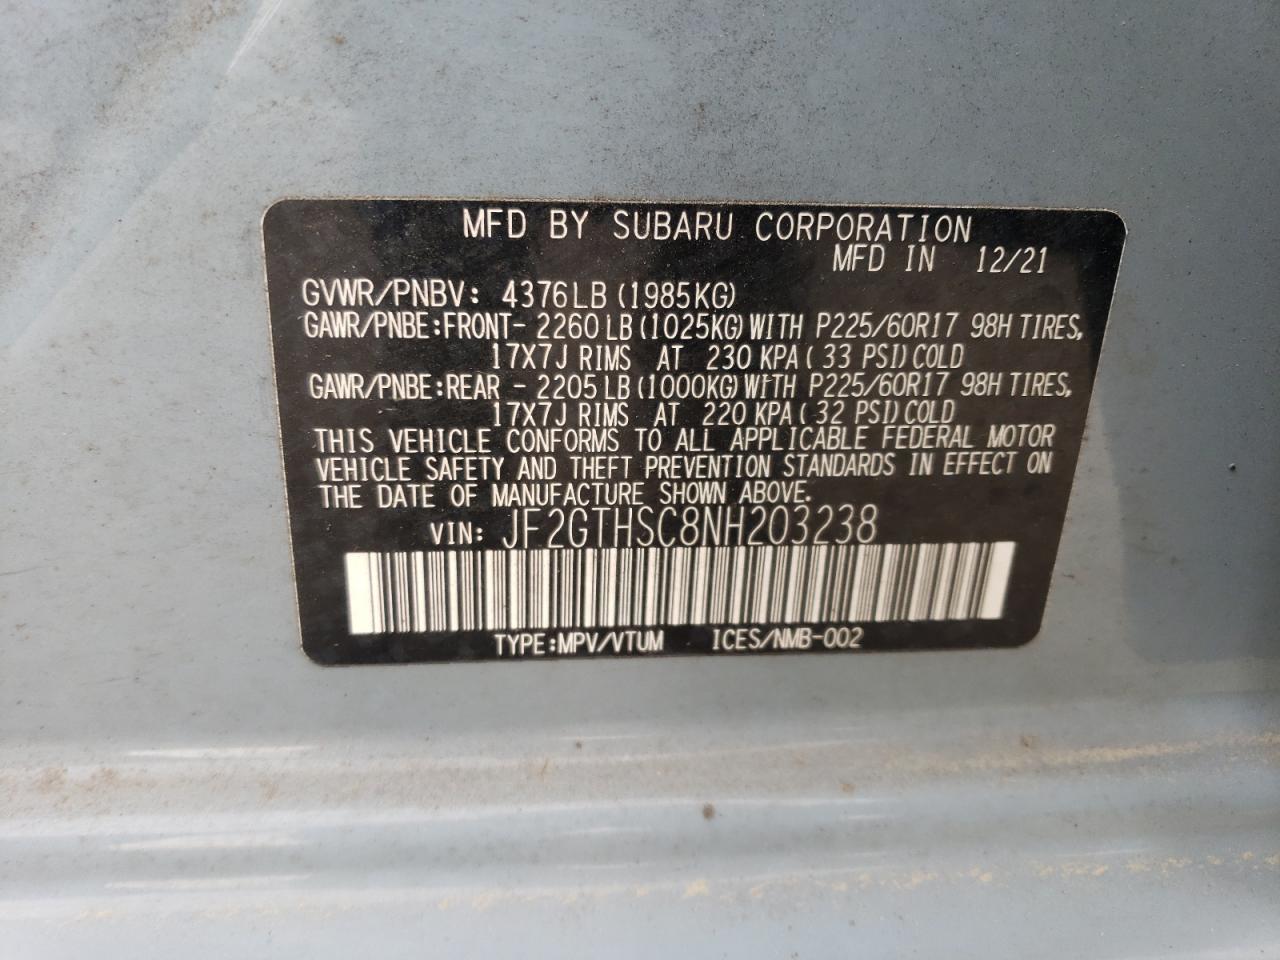 MFD BY SUBARU CORPORATION
MFD IN 12/21
GVWR/PNBV: 4376LB (1985KG)
GAWR/PNBE:FRONT- 2260 LB (1025KG) WITH P225/60R17 98H TIRES,
17X7J RIMS AT 230 KPA ( 33 PSI) COLD
GAWR/PNBE:REAR - 2205 LB (1000KG) WITH P225/60R17 98H TIRES,
17X7J RIMS AT 220 KPA ( 32 PSI) COLD
THIS VEHICLE CONFORMS TO ALL APPLICABLE FEDERAL MOTOR
VEHICLE SAFETY AND THEFT PREVENTION STANDARDS IN EFFECT ON
THE DATE OF MANUFACTURE SHOWN ABOVE.
VIN: JF2GTHSC8NH203238
TYPE:MPV/VTUM ICES/NMB-002